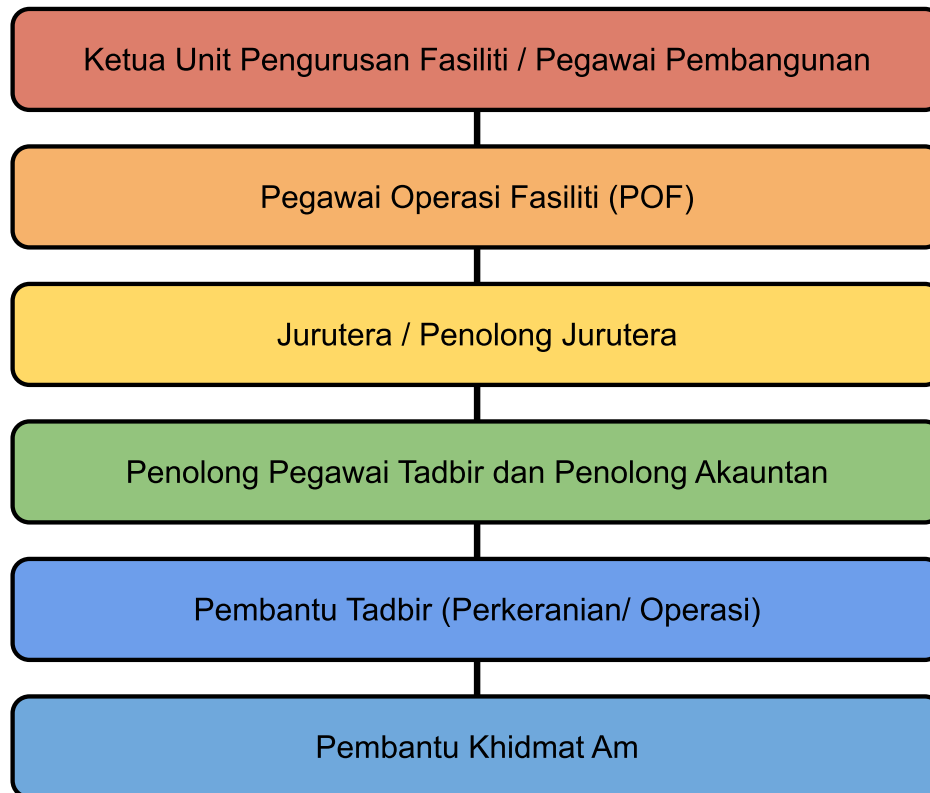 Ketua Unit Pengurusan Fasiliti / Pegawai Pembangunan
Pegawai Operasi Fasiliti (POF)
Jurutera / Penolong Jurutera
Penolong Pegawai Tadbir dan Penolong Akauntan
Pembantu Tadbir (Perkeranian/ Operasi)
Pembantu Khidmat Am